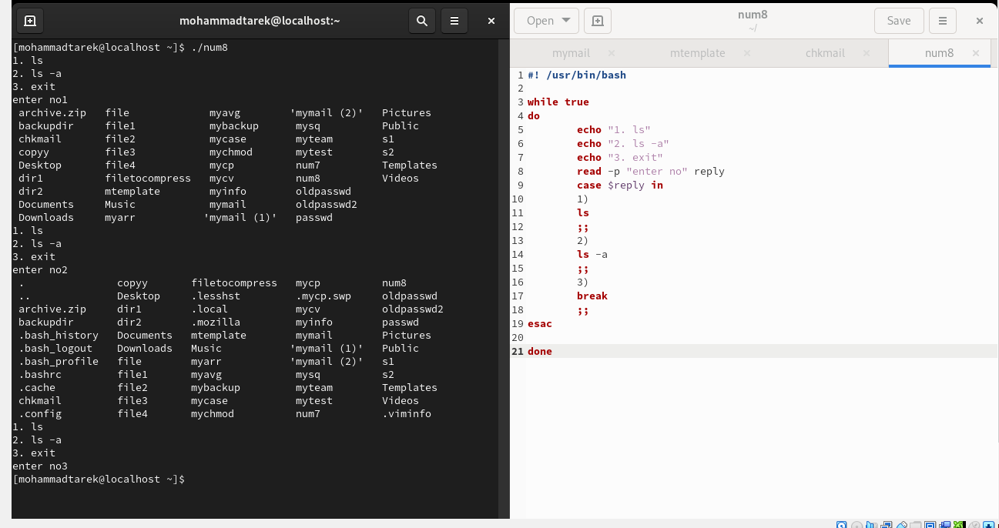 mohammadtarek@localhost:~
[mohammadtarek@localhost ~]$ ./num8
1. ls
2. ls -a
3. exit
enter no1
archive.zip file myavg 'mymail (2)' Pictures
backupdir file1 mybackup mysq Public
chkmail file2 mycase myteam s1
copyy file3 mychmod mytest s2
Desktop file4 mycp num7 Templates
dir1 filetocompress mycv num8 Videos
dir2 mtemplate myinfo oldpasswd
Documents Music mymail oldpasswd2
Downloads myarr 'mymail (1)' passwd
1. ls
2. ls -a
3. exit
enter no2
. copyy filetocompress mycp num8
.. Desktop .lesshst .mycp.swp oldpasswd
archive.zip dir1 .local mycv oldpasswd2
backupdir dir2 .mozilla myinfo passwd
.bash_history Documents mtemplate mymail Pictures
.bash_logout Downloads Music 'mymail (1)' Public
.bash_profile file myarr 'mymail (2)' s1
.bashrc file1 myavg mysq s2
.cache file2 mybackup myteam Templates
chkmail file3 mycase mytest Videos
.config file4 mychmod num7 .viminfo
1. ls
2. ls -a
3. exit
enter no3
[mohammadtarek@localhost ~]$
Open num8 Save
~/
mymail mtemplate chkmail num8
1 #! /usr/bin/bash
2
3 while true
4 do
5 echo "1. ls"
6 echo "2. ls -a"
7 echo "3. exit"
8 read -p "enter no" reply
9 case $reply in
10 1)
11 ls
12 ;;
13 2)
14 ls -a
15 ;;
16 3)
17 break
18 ;;
19 esac
20
21 done